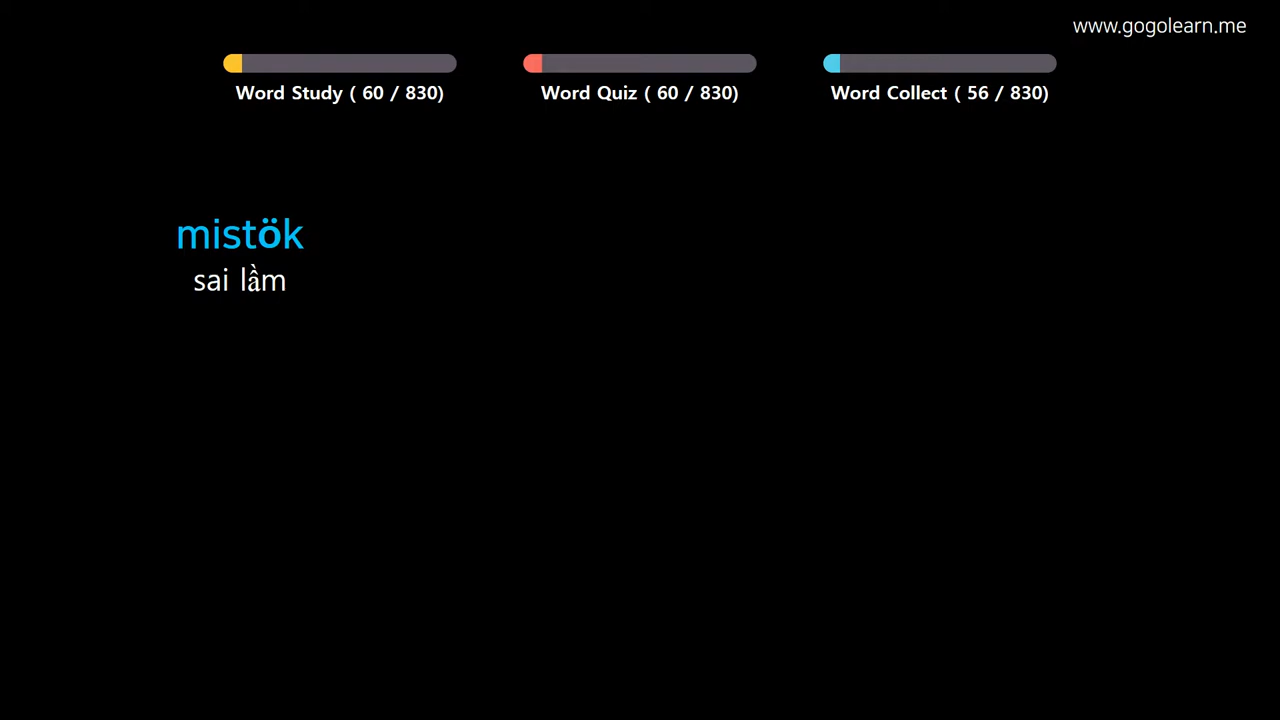 www.gogolearn.me
Word Study ( 60 / 830)
Word Quiz ( 60 / 830)
Word Collect ( 56 / 830)
mistök
sai lầm